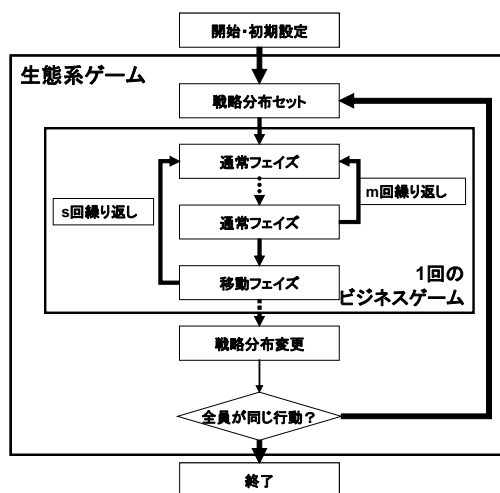 開始・初期設定
生態系ゲーム
戦略分布セット
通常フェイズ
s回繰り返し
m回繰り返し
通常フェイズ
移動フェイズ
1回の
ビジネスゲーム
戦略分布変更
全員が同じ行動？
終了